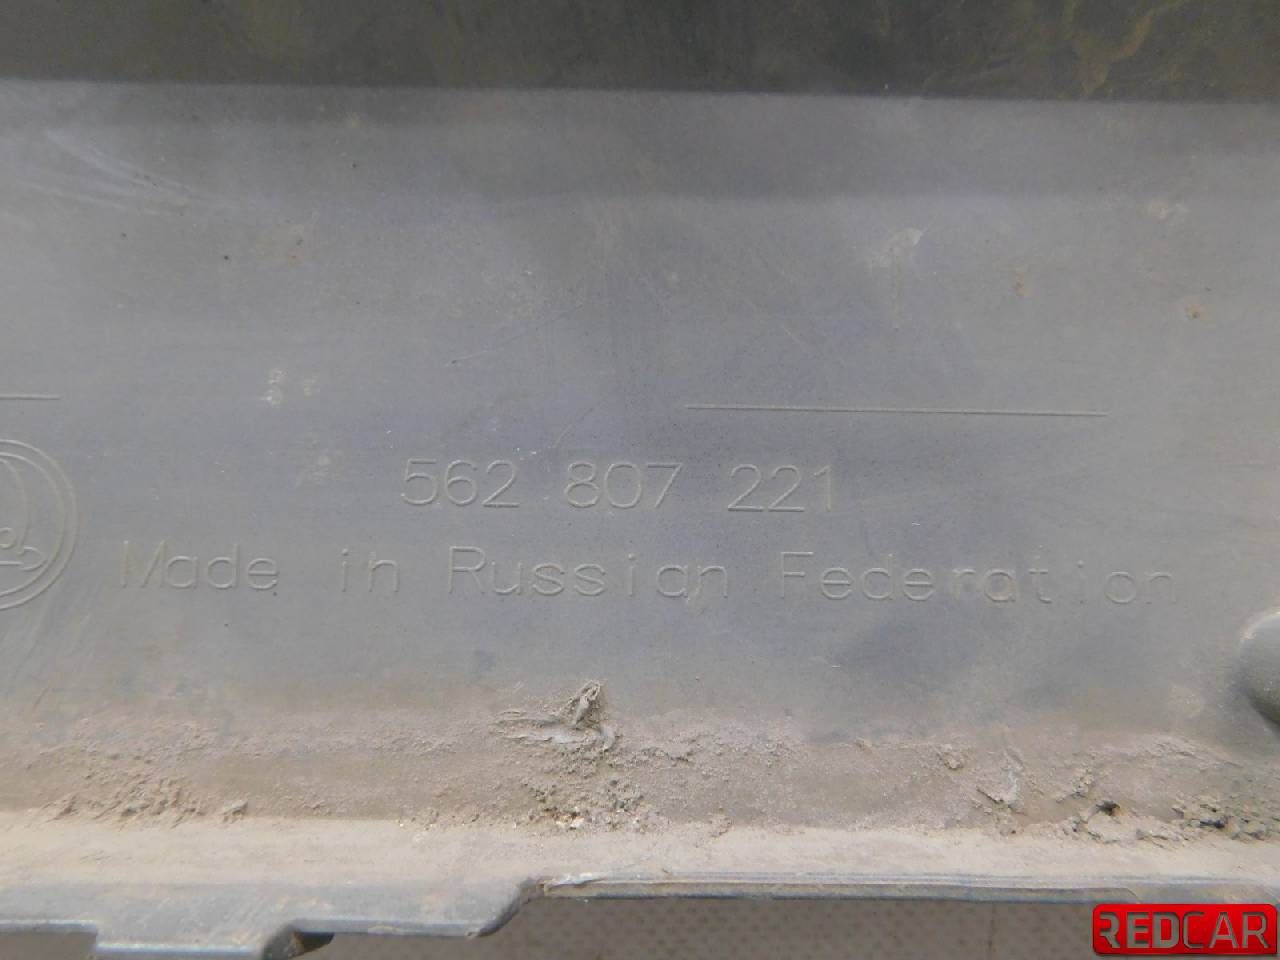 562 807 221
Made in Russian Federation
REDCAR